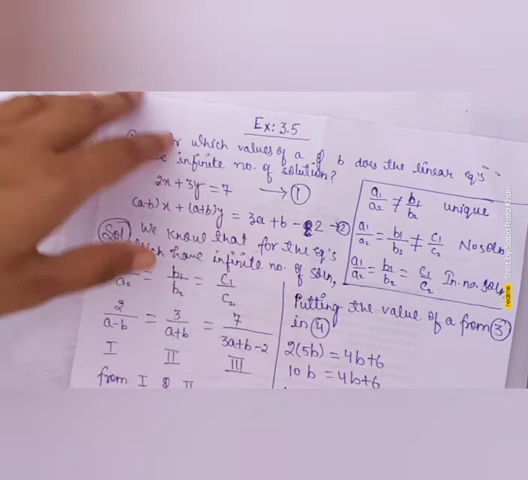 Ex: 3.5
which values of a & b does the linear eq's
infinite no. of solution?
2x + 3y = 7 → ①
(a-b)x + (a+b)y = 3a + b - 2 - ②
Sol) We know that for the eq's
which have infinite no. of soln,
a₂ = b₁/b₂ = c₁/c₂
2/(a-b) = 3/(a+b) = 7/(3a+b-2)
I II III
from I & II
a₁/a₂ ≠ b₁/b₂ unique
a₁/a₂ = b₁/b₂ ≠ c₁/c₂ No soln
a₁/a₂ = b₁/b₂ = c₁/c₂ In. no. soln
Putting the value of a from ③
in ④
2(5b) = 4b+6
10b = 4b+6
realme Shot by Saba Raza khan